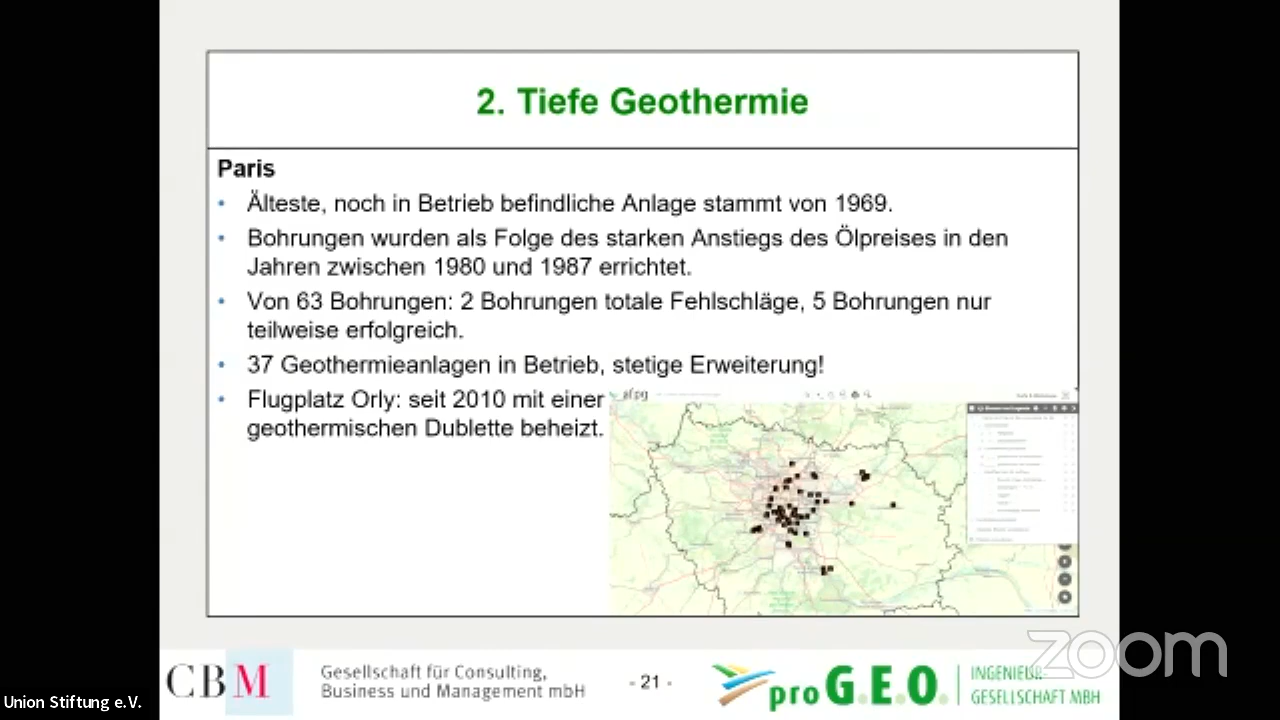 2. Tiefe Geothermie
Paris
• Älteste, noch in Betrieb befindliche Anlage stammt von 1969.
• Bohrungen wurden als Folge des starken Anstiegs des Ölpreises in den
Jahren zwischen 1980 und 1987 errichtet.
• Von 63 Bohrungen: 2 Bohrungen totale Fehlschläge, 5 Bohrungen nur
teilweise erfolgreich.
• 37 Geothermieanlagen in Betrieb, stetige Erweiterung!
• Flugplatz Orly: seit 2010 mit einer
geothermischen Dublette beheizt.
afpg
CBM
Gesellschaft für Consulting,
Business und Management mbH
- 21 -
pro G.E.O.
INGENIEUR-
GESELLSCHAFT MBH
zoom
Union Stiftung e.V.